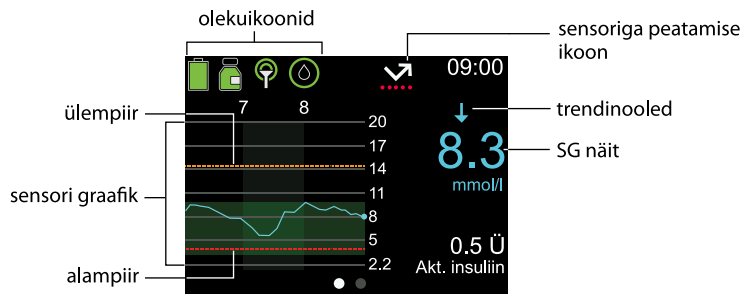 olekuikoonid
sensoriga peatamise
ikoon
09:00
7 8
ülempiir
trendinooled
20
17
8.3
SG näit
14
mmol/l
sensori graafik
11
8
5
0.5 Ü
alampiir
2.2
Akt. insuliin